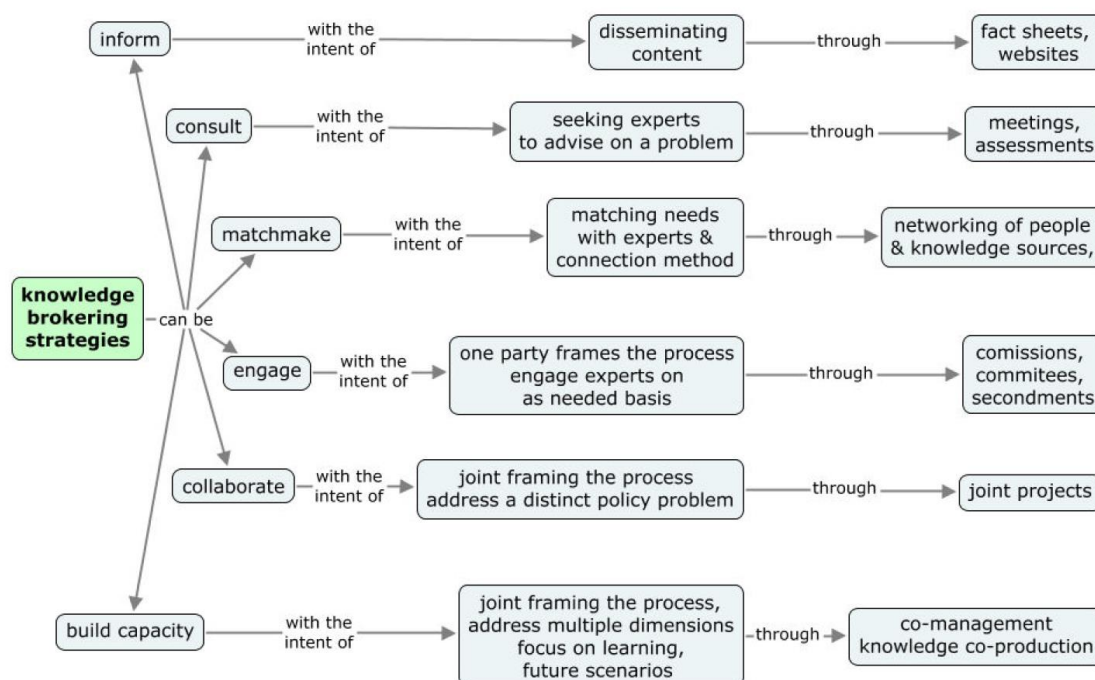 inform
with the
intent of
disseminating
content
through
fact sheets,
websites
consult
with the
intent of
seeking experts
to advise on a problem
through
meetings,
assessments
matchmake
with the
intent of
matching needs
with experts &
connection method
through
networking of people
& knowledge sources,
knowledge
brokering
strategies
can be
engage
with the
intent of
one party frames the process
engage experts on
as needed basis
through
comissions,
commitees,
secondments
collaborate
with the
intent of
joint framing the process
address a distinct policy problem
through
joint projects
build capacity
with the
intent of
joint framing the process,
address multiple dimensions
focus on learning,
future scenarios
through
co-management
knowledge co-production